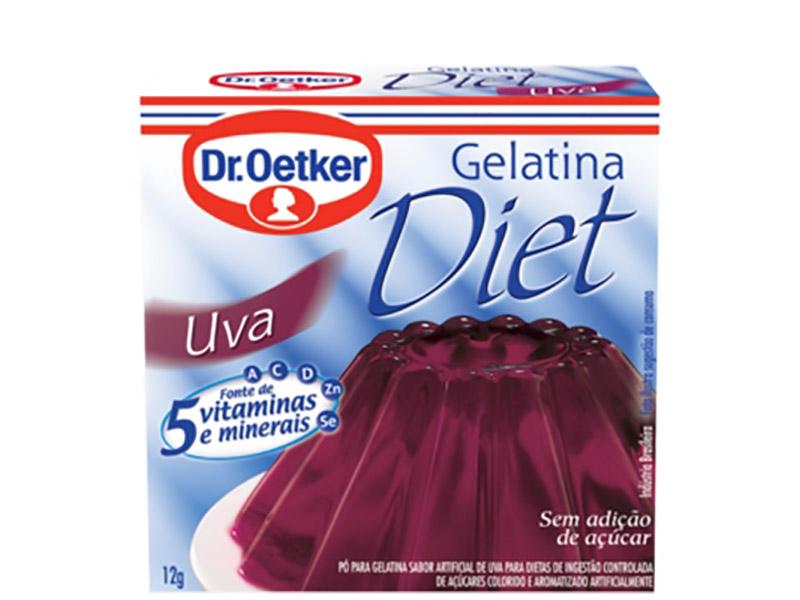 Dr.Oetker
Gelatina
Diet
Uva
Dr.Oetker
Gelatina
Diet
Uva
A C D
Zn
Se
Fonte de
5 vitaminas
e minerais
Indústria Brasileira
Sem adição
de açúcar
12g
PÓ PARA GELATINA SABOR ARTIFICIAL DE UVA PARA DIETAS DE INGESTÃO CONTROLADA
DE AÇÚCARES COLORIDO E AROMATIZADO ARTIFICIALMENTE